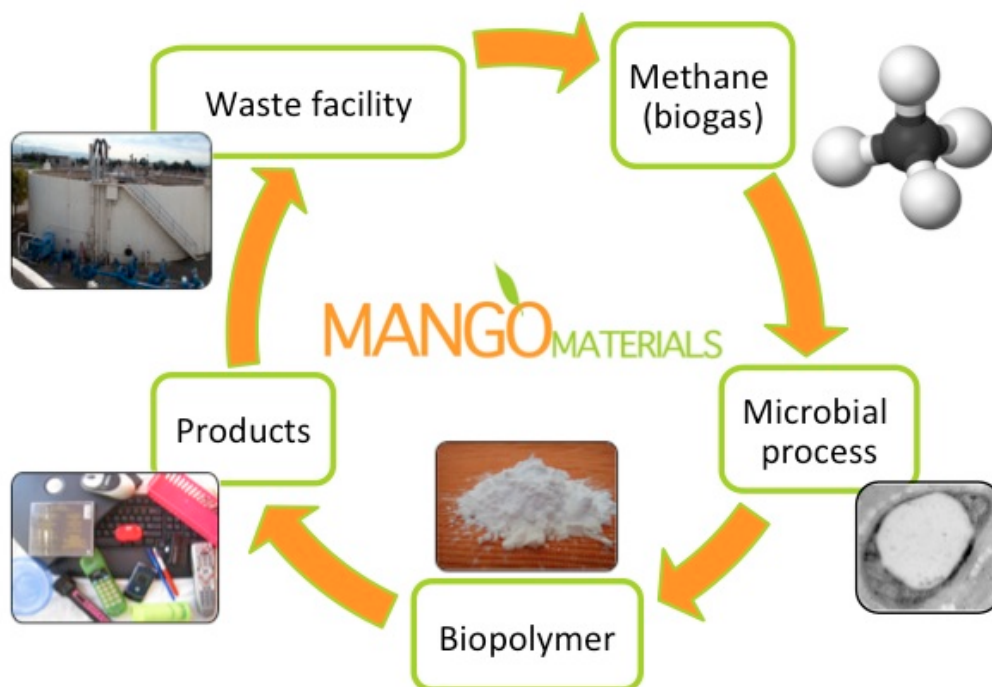 Waste facility
Methane
(biogas)
MANGO MATERIALS
Products
Microbial
process
Biopolymer